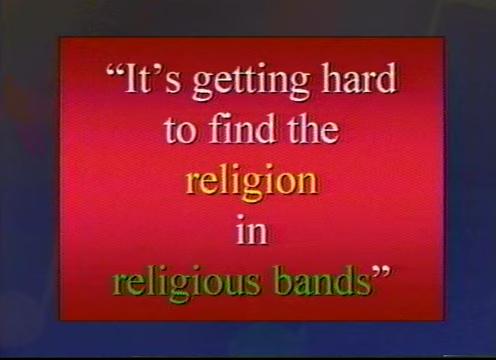 “It’s getting hard
to find the
religion
in
religious bands”